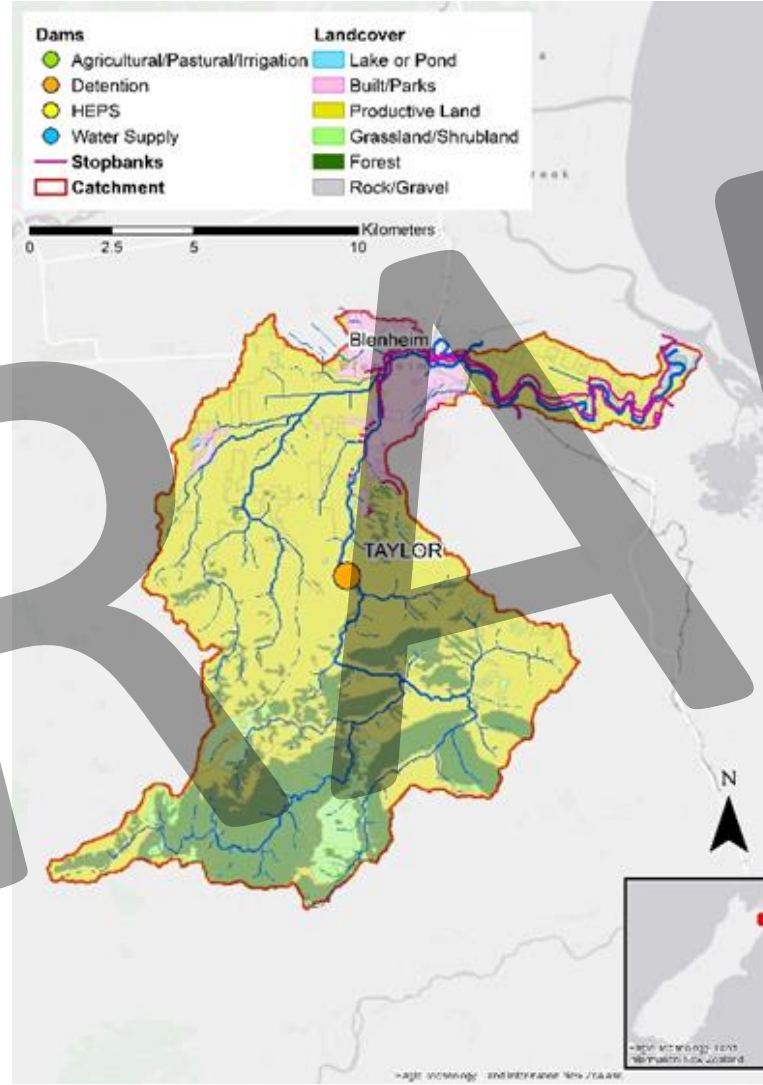 Dams
Agricultural/Pastural/Irrigation
Detention
HEPS
Water Supply
Stopbanks
Catchment
Landcover
Lake or Pond
Built/Parks
Productive Land
Grassland/Shrubland
Forest
Rock/Gravel
Kilometers
0 2.5 5 10
Blenheim
TAYLOR
N
RA